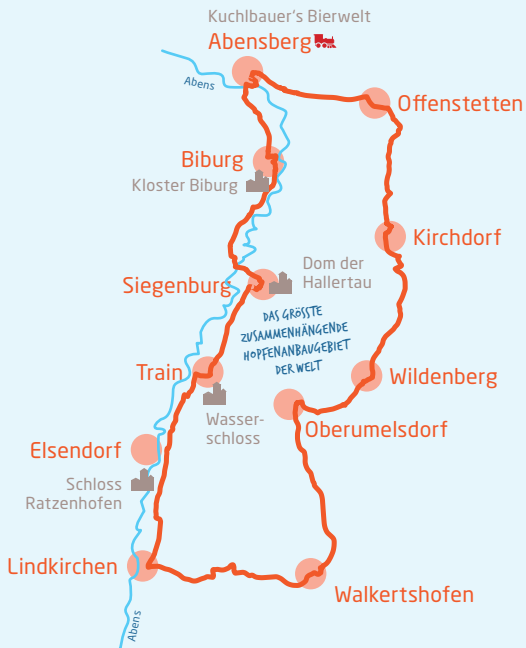 Kuchlbauer's Bierwelt
Abensberg
Abens
Offenstetten
Biburg
Kloster Biburg
Kirchdorf
Siegenburg
Dom der
Hallertau
DAS GRÖSSTE
ZUSAMMENHÄNGENDE
HOPFENANBAUGEBIET
DER WELT
Train
Wildenberg
Wasser-
schloss
Oberumelsdorf
Elsendorf
Schloss
Ratzenhofen
Lindkirchen
Walkertshofen
Abens